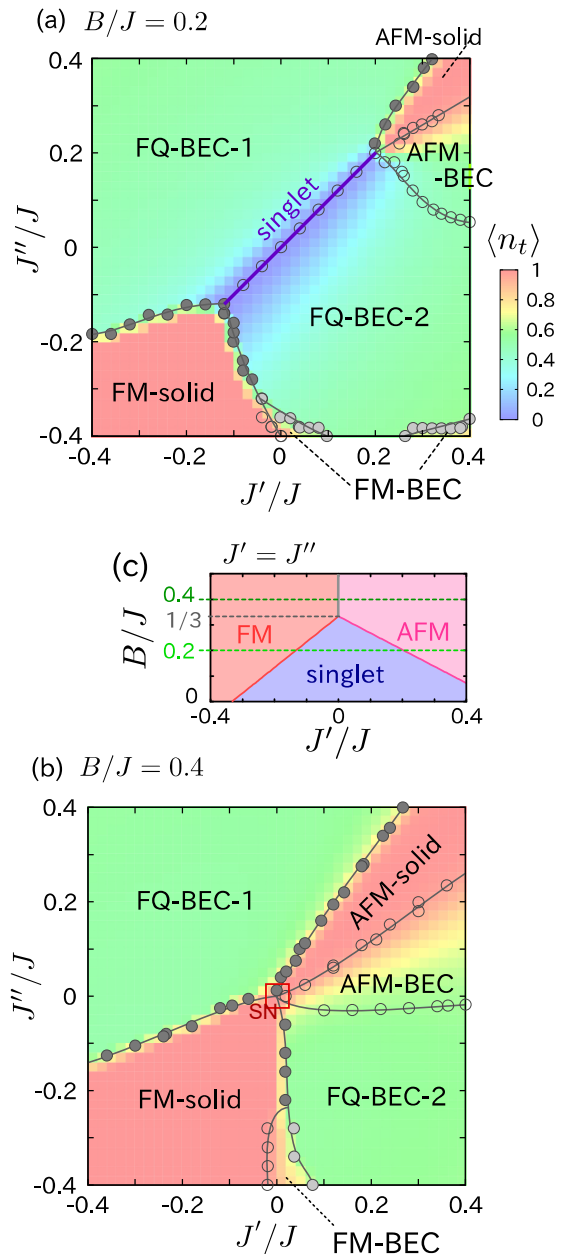 (a) B/J = 0.2
AFM-solid
0.4
FQ-BEC-1
0.2
AFM
-BEC
J''/J
0
singlet
⟨n_t⟩
1
0.8
0.6
0.4
0.2
0
FQ-BEC-2
-0.2
FM-solid
-0.4
-0.4 -0.2 0 0.2 0.4
J'/J
FM-BEC
(c) J' = J''
B/J
0.4
1/3
0.2
0
FM
AFM
singlet
-0.4 0 0.4
J'/J
(b) B/J = 0.4
0.4
AFM-solid
FQ-BEC-1
0.2
AFM-BEC
J''/J
0
SN
FM-solid
FQ-BEC-2
-0.2
-0.4
-0.4 -0.2 0 0.2 0.4
J'/J
FM-BEC